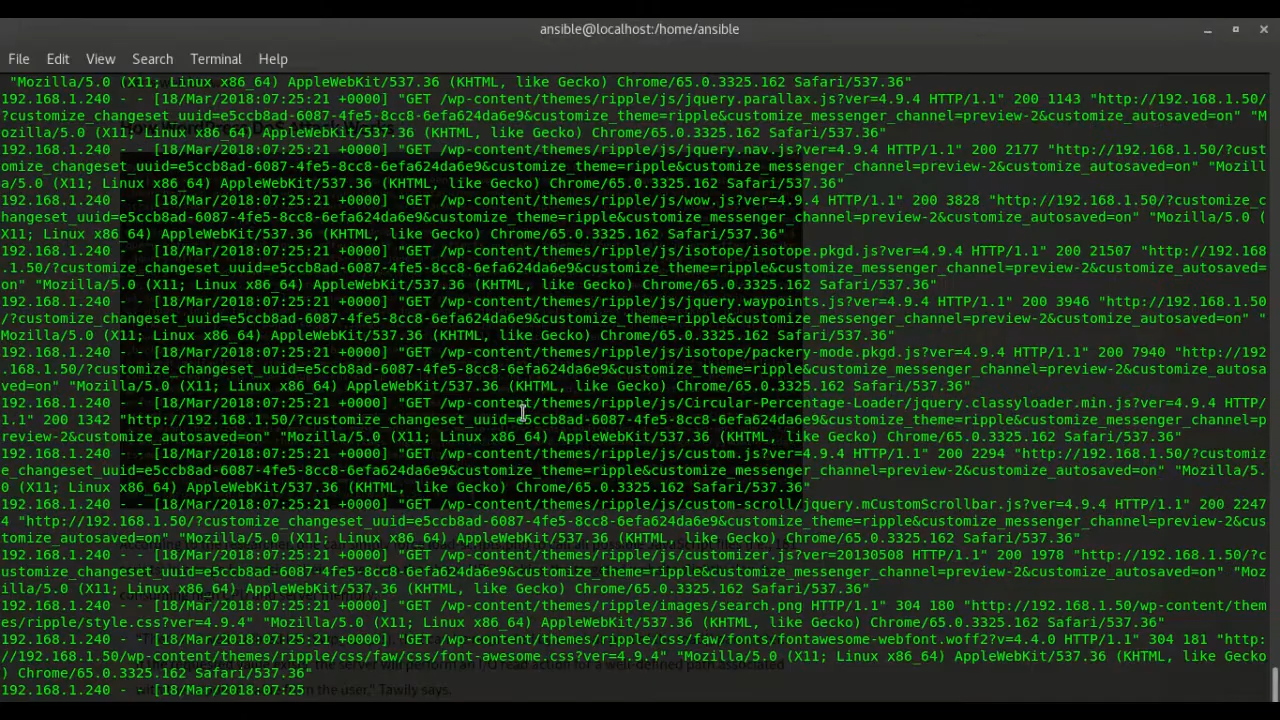 ansible@localhost:/home/ansible
File Edit View Search Terminal Help
"Mozilla/5.0 (X11; Linux x86_64) AppleWebKit/537.36 (KHTML, like Gecko) Chrome/65.0.3325.162 Safari/537.36"
192.168.1.240 - - [18/Mar/2018:07:25:21 +0000] "GET /wp-content/themes/ripple/js/jquery.parallax.js?ver=4.9.4 HTTP/1.1" 200 1143 "http://192.168.1.50/
?customize_changeset_uuid=e5ccb8ad-6087-4fe5-8cc8-6efa624da6e9&customize_theme=ripple&customize_messenger_channel=preview-2&customize_autosaved=on" "M
ozilla/5.0 (X11; Linux x86_64) AppleWebKit/537.36 (KHTML, like Gecko) Chrome/65.0.3325.162 Safari/537.36"
192.168.1.240 - - [18/Mar/2018:07:25:21 +0000] "GET /wp-content/themes/ripple/js/jquery.nav.js?ver=4.9.4 HTTP/1.1" 200 2177 "http://192.168.1.50/?cust
omize_changeset_uuid=e5ccb8ad-6087-4fe5-8cc8-6efa624da6e9&customize_theme=ripple&customize_messenger_channel=preview-2&customize_autosaved=on" "Mozill
a/5.0 (X11; Linux x86_64) AppleWebKit/537.36 (KHTML, like Gecko) Chrome/65.0.3325.162 Safari/537.36"
192.168.1.240 - - [18/Mar/2018:07:25:21 +0000] "GET /wp-content/themes/ripple/js/wow.js?ver=4.9.4 HTTP/1.1" 200 3828 "http://192.168.1.50/?customize_c
hangeset_uuid=e5ccb8ad-6087-4fe5-8cc8-6efa624da6e9&customize_theme=ripple&customize_messenger_channel=preview-2&customize_autosaved=on" "Mozilla/5.0 (
X11; Linux x86_64) AppleWebKit/537.36 (KHTML, like Gecko) Chrome/65.0.3325.162 Safari/537.36"
192.168.1.240 - - [18/Mar/2018:07:25:21 +0000] "GET /wp-content/themes/ripple/js/isotope/isotope.pkgd.js?ver=4.9.4 HTTP/1.1" 200 21507 "http://192.168
.1.50/?customize_changeset_uuid=e5ccb8ad-6087-4fe5-8cc8-6efa624da6e9&customize_theme=ripple&customize_messenger_channel=preview-2&customize_autosaved=
on" "Mozilla/5.0 (X11; Linux x86_64) AppleWebKit/537.36 (KHTML, like Gecko) Chrome/65.0.3325.162 Safari/537.36"
192.168.1.240 - - [18/Mar/2018:07:25:21 +0000] "GET /wp-content/themes/ripple/js/jquery.waypoints.js?ver=4.9.4 HTTP/1.1" 200 3946 "http://192.168.1.50
/?customize_changeset_uuid=e5ccb8ad-6087-4fe5-8cc8-6efa624da6e9&customize_theme=ripple&customize_messenger_channel=preview-2&customize_autosaved=on" "
Mozilla/5.0 (X11; Linux x86_64) AppleWebKit/537.36 (KHTML, like Gecko) Chrome/65.0.3325.162 Safari/537.36"
192.168.1.240 - - [18/Mar/2018:07:25:21 +0000] "GET /wp-content/themes/ripple/js/isotope/packery-mode.pkgd.js?ver=4.9.4 HTTP/1.1" 200 7940 "http://192
.168.1.50/?customize_changeset_uuid=e5ccb8ad-6087-4fe5-8cc8-6efa624da6e9&customize_theme=ripple&customize_messenger_channel=preview-2&customize_autosa
ved=on" "Mozilla/5.0 (X11; Linux x86_64) AppleWebKit/537.36 (KHTML, like Gecko) Chrome/65.0.3325.162 Safari/537.36"
192.168.1.240 - - [18/Mar/2018:07:25:21 +0000] "GET /wp-content/themes/ripple/js/Circular-Percentage-Loader/jquery.classyloader.min.js?ver=4.9.4 HTTP/
1.1" 200 1342 "http://192.168.1.50/?customize_changeset_uuid=e5ccb8ad-6087-4fe5-8cc8-6efa624da6e9&customize_theme=ripple&customize_messenger_channel=p
review-2&customize_autosaved=on" "Mozilla/5.0 (X11; Linux x86_64) AppleWebKit/537.36 (KHTML, like Gecko) Chrome/65.0.3325.162 Safari/537.36"
192.168.1.240 - - [18/Mar/2018:07:25:21 +0000] "GET /wp-content/themes/ripple/js/custom.js?ver=4.9.4 HTTP/1.1" 200 2294 "http://192.168.1.50/?customiz
e_changeset_uuid=e5ccb8ad-6087-4fe5-8cc8-6efa624da6e9&customize_theme=ripple&customize_messenger_channel=preview-2&customize_autosaved=on" "Mozilla/5.
0 (X11; Linux x86_64) AppleWebKit/537.36 (KHTML, like Gecko) Chrome/65.0.3325.162 Safari/537.36"
192.168.1.240 - - [18/Mar/2018:07:25:21 +0000] "GET /wp-content/themes/ripple/js/custom-scroll/jquery.mCustomScrollbar.js?ver=4.9.4 HTTP/1.1" 200 2247
4 "http://192.168.1.50/?customize_changeset_uuid=e5ccb8ad-6087-4fe5-8cc8-6efa624da6e9&customize_theme=ripple&customize_messenger_channel=preview-2&cus
tomize_autosaved=on" "Mozilla/5.0 (X11; Linux x86_64) AppleWebKit/537.36 (KHTML, like Gecko) Chrome/65.0.3325.162 Safari/537.36"
192.168.1.240 - - [18/Mar/2018:07:25:21 +0000] "GET /wp-content/themes/ripple/js/customizer.js?ver=20130508 HTTP/1.1" 200 1978 "http://192.168.1.50/?c
ustomize_changeset_uuid=e5ccb8ad-6087-4fe5-8cc8-6efa624da6e9&customize_theme=ripple&customize_messenger_channel=preview-2&customize_autosaved=on" "Moz
illa/5.0 (X11; Linux x86_64) AppleWebKit/537.36 (KHTML, like Gecko) Chrome/65.0.3325.162 Safari/537.36"
192.168.1.240 - - [18/Mar/2018:07:25:21 +0000] "GET /wp-content/themes/ripple/images/search.png HTTP/1.1" 304 180 "http://192.168.1.50/wp-content/them
es/ripple/style.css?ver=4.9.4" "Mozilla/5.0 (X11; Linux x86_64) AppleWebKit/537.36 (KHTML, like Gecko) Chrome/65.0.3325.162 Safari/537.36"
192.168.1.240 - - [18/Mar/2018:07:25:21 +0000] "GET /wp-content/themes/ripple/css/faw/fonts/fontawesome-webfont.woff2?v=4.4.0 HTTP/1.1" 304 181 "http:
//192.168.1.50/wp-content/themes/ripple/css/faw/css/font-awesome.css?ver=4.9.4" "Mozilla/5.0 (X11; Linux x86_64) AppleWebKit/537.36 (KHTML, like Gecko
) Chrome/65.0.3325.162 Safari/537.36"
the server will perform an I/O read action for a well-defined path associated
192.168.1.240 - - [18/Mar/2018:07:25
the user," Tawily says.